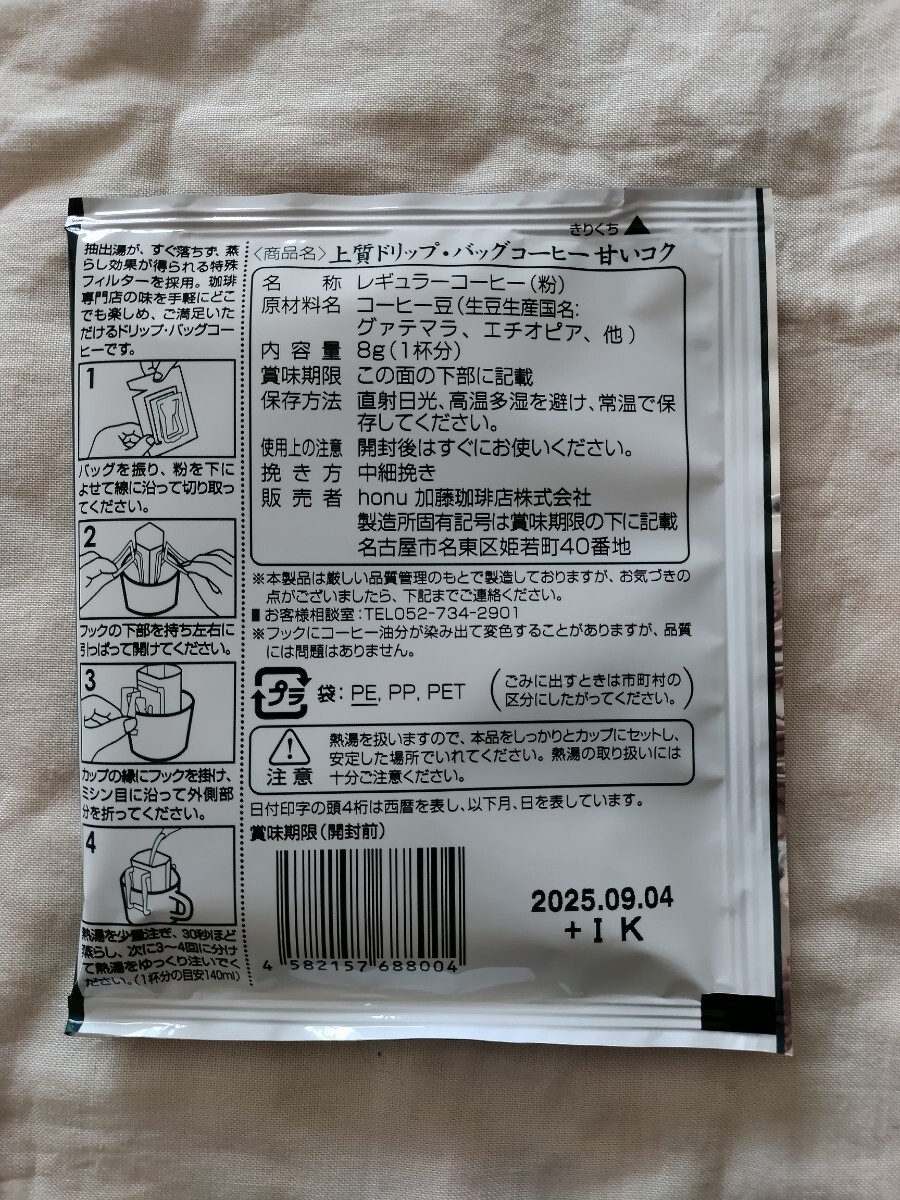 きりくち▲
抽出湯が、すぐ落ちず、蒸
らし効果が得られる特殊
フィルターを採用。珈琲
専門店の味を手軽にどこ
でも楽しめ、ご満足いた
だけるドリップ・バッグコー
ヒーです。
1
バッグを振り、粉を下に
よせて線に沿って切り取っ
てください。
2
フックの下部を持ち左右に
引っぱって開けてください。
3
カップの縁にフックを掛け、
ミシン目に沿って外側部
分を折ってください。
4
熱湯を少量注ぎ、30秒ほど
蒸らし、次に3〜4回に分け
て熱湯をゆっくり注いでく
ださい。(1杯分の目安140ml)
〈商品名〉上質ドリップ・バッグコーヒー 甘いコク
名称 レギュラーコーヒー(粉)
原材料名 コーヒー豆(生豆生産国名:
グァテマラ、エチオピア、他)
内容量 8g(1杯分)
賞味期限 この面の下部に記載
保存方法 直射日光、高温多湿を避け、常温で保
存してください。
使用上の注意 開封後はすぐにお使いください。
挽き方 中細挽き
販売者 honu 加藤珈琲店株式会社
製造所固有記号は賞味期限の下に記載
名古屋市名東区姫若町40番地
※本製品は厳しい品質管理のもとで製造しておりますが、お気づきの
点がございましたら、下記までご連絡ください。
■お客様相談室:TEL052-734-2901
※フックにコーヒー油分が染み出て変色することがありますが、品質
には問題はありません。
プラ 袋:PE, PP, PET (ごみに出すときは市町村の
区分にしたがってください。)
注意 熱湯を扱いますので、本品をしっかりとカップにセットし、
安定した場所でいれてください。熱湯の取り扱いには
十分ご注意ください。
日付印字の頭4桁は西暦を表し、以下月、日を表しています。
賞味期限(開封前)
2025.09.04
+IK
4 582157 688004